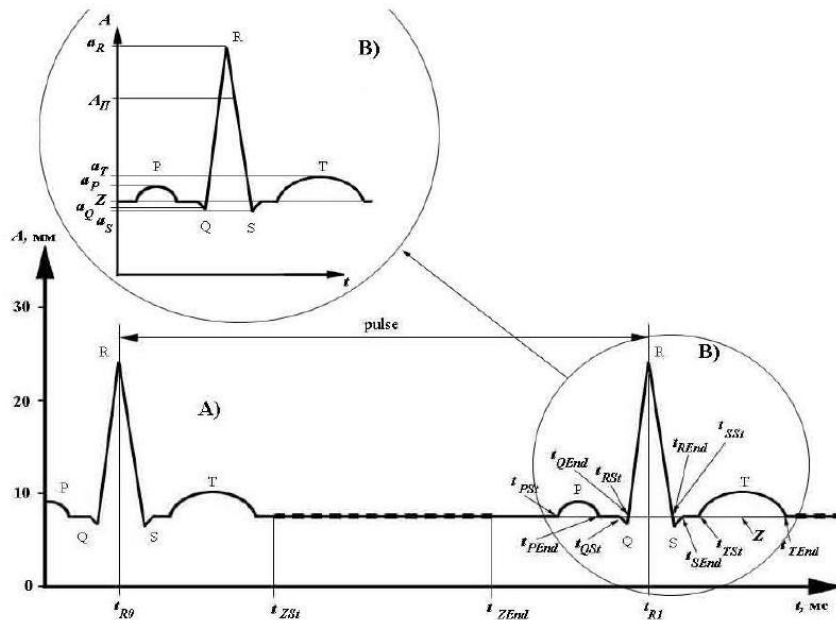 A
B)
R
a_R
A_П
a_T
P
T
a_P
Z
a_Q
a_S
Q
S
t
A, мм
30
pulse
R
R
B)
A)
20
t_SSt
t_REnd
t_QEnd
t_RSt
t_PSt
P
T
P
T
10
Q
S
t_PEnd
t_QSt
Q
S
t_SEnd
t_TSt
Z
t_TEnd
0
t_R0
t_ZSt
t_ZEnd
t_R1
t, мс